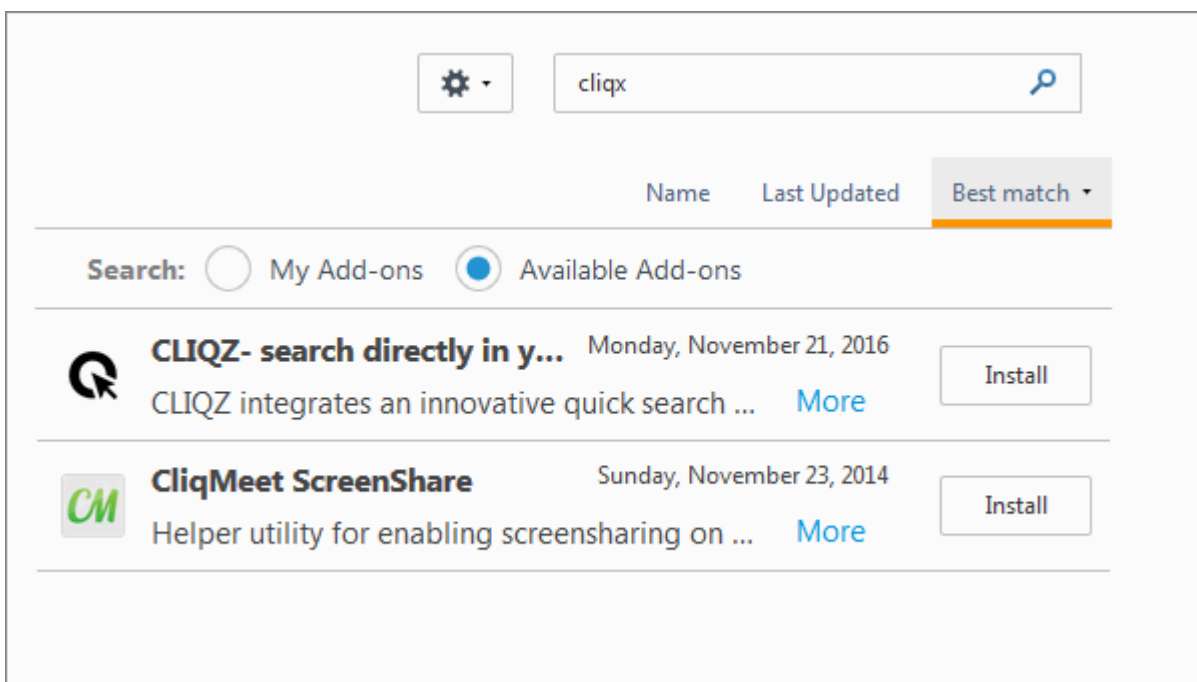 cliqx
Name Last Updated Best match
Search: My Add-ons Available Add-ons
CLIQZ- search directly in y... Monday, November 21, 2016
Install
CLIQZ integrates an innovative quick search ... More
CM
CliqMeet ScreenShare Sunday, November 23, 2014
Install
Helper utility for enabling screensharing on ... More